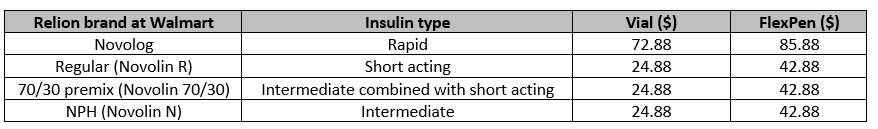 Relion brand at Walmart Insulin type Vial ($) FlexPen ($)
Novolog Rapid 72.88 85.88
Regular (Novolin R) Short acting 24.88 42.88
70/30 premix (Novolin 70/30) Intermediate combined with short acting 24.88 42.88
NPH (Novolin N) Intermediate 24.88 42.88